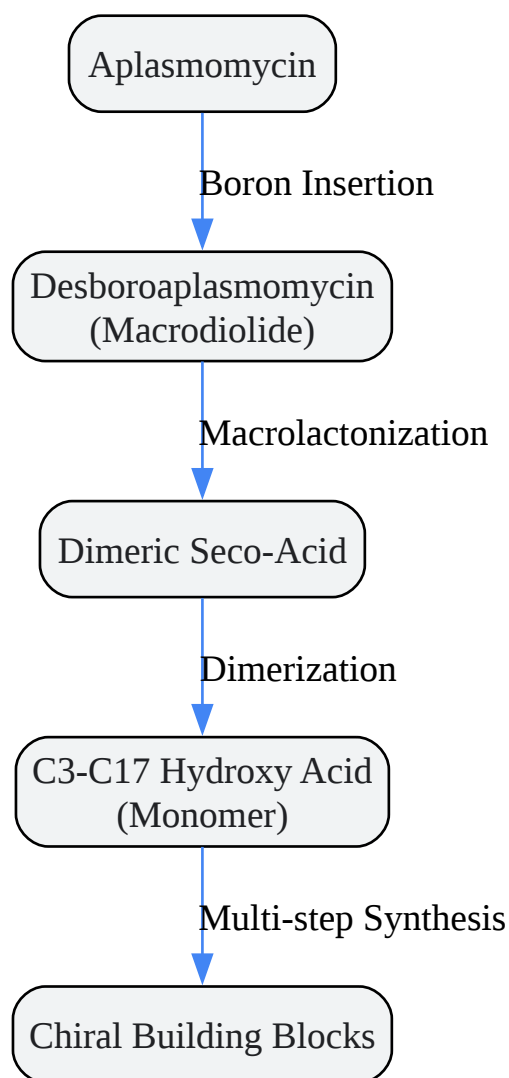 Aplasmomycin
Boron Insertion
Desboroaplasmomycin
(Macrodiolide)
Macrolactonization
Dimeric Seco-Acid
Dimerization
C3-C17 Hydroxy Acid
(Monomer)
Multi-step Synthesis
Chiral Building Blocks